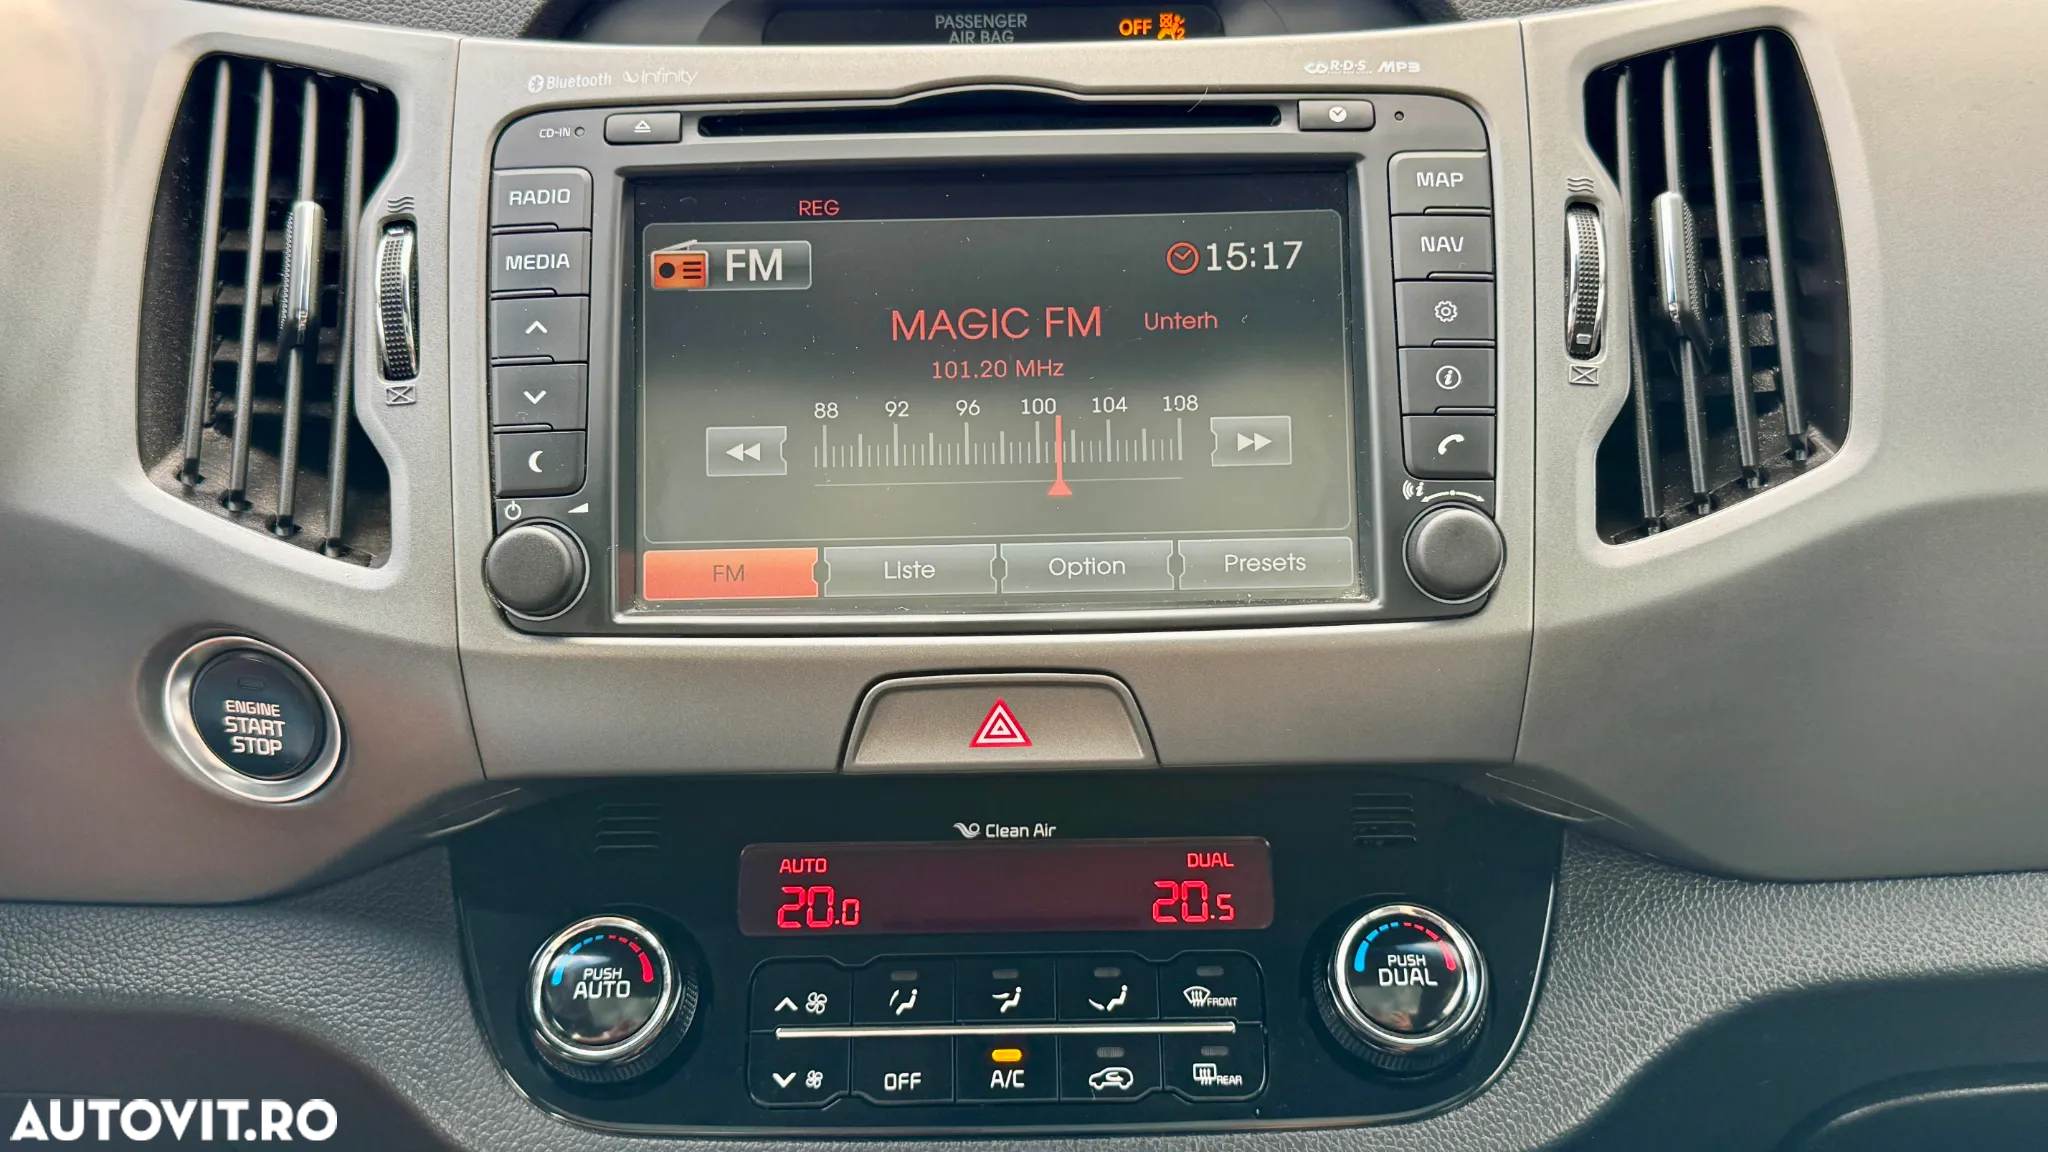 PASSENGER
AIR BAG
OFF
2
Bluetooth
infinity
R·D·S
MP3
CD-IN
RADIO
MEDIA
MAP
NAV
REG
FM
15:17
MAGIC FM
Unterh
101.20 MHz
88 92 96 100 104 108
FM
Liste
Option
Presets
ENGINE
START
STOP
Clean Air
AUTO
DUAL
20.0
20.5
PUSH
AUTO
PUSH
DUAL
FRONT
OFF
A/C
REAR
AUTOVIT.RO